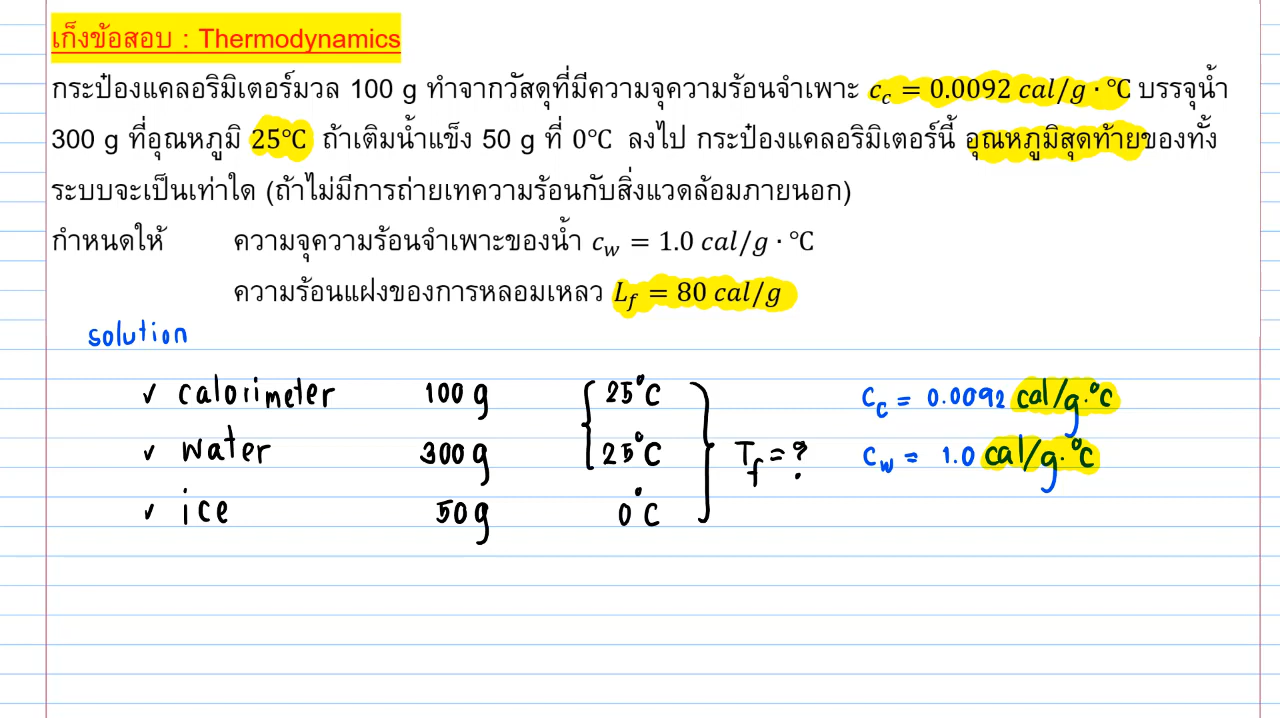 เก็งข้อสอบ : Thermodynamics
กระป๋องแคลอริมิเตอร์มวล 100 g ทำจากวัสดุที่มีความจุความร้อนจำเพาะ c_c = 0.0092 cal/g · °C บรรจุน้ำ
300 g ที่อุณหภูมิ 25°C ถ้าเติมน้ำแข็ง 50 g ที่ 0°C ลงไป กระป๋องแคลอริมิเตอร์นี้ อุณหภูมิสุดท้ายของทั้ง
ระบบจะเป็นเท่าใด (ถ้าไม่มีการถ่ายเทความร้อนกับสิ่งแวดล้อมภายนอก)
กำหนดให้ ความจุความร้อนจำเพาะของน้ำ c_w = 1.0 cal/g · °C
ความร้อนแฝงของการหลอมเหลว L_f = 80 cal/g
solution
✓ calorimeter 100 g 25°C c_c = 0.0092 cal/g.°C
✓ water 300 g 25°C T_f = ? c_w = 1.0 cal/g.°C
✓ ice 50 g 0°C